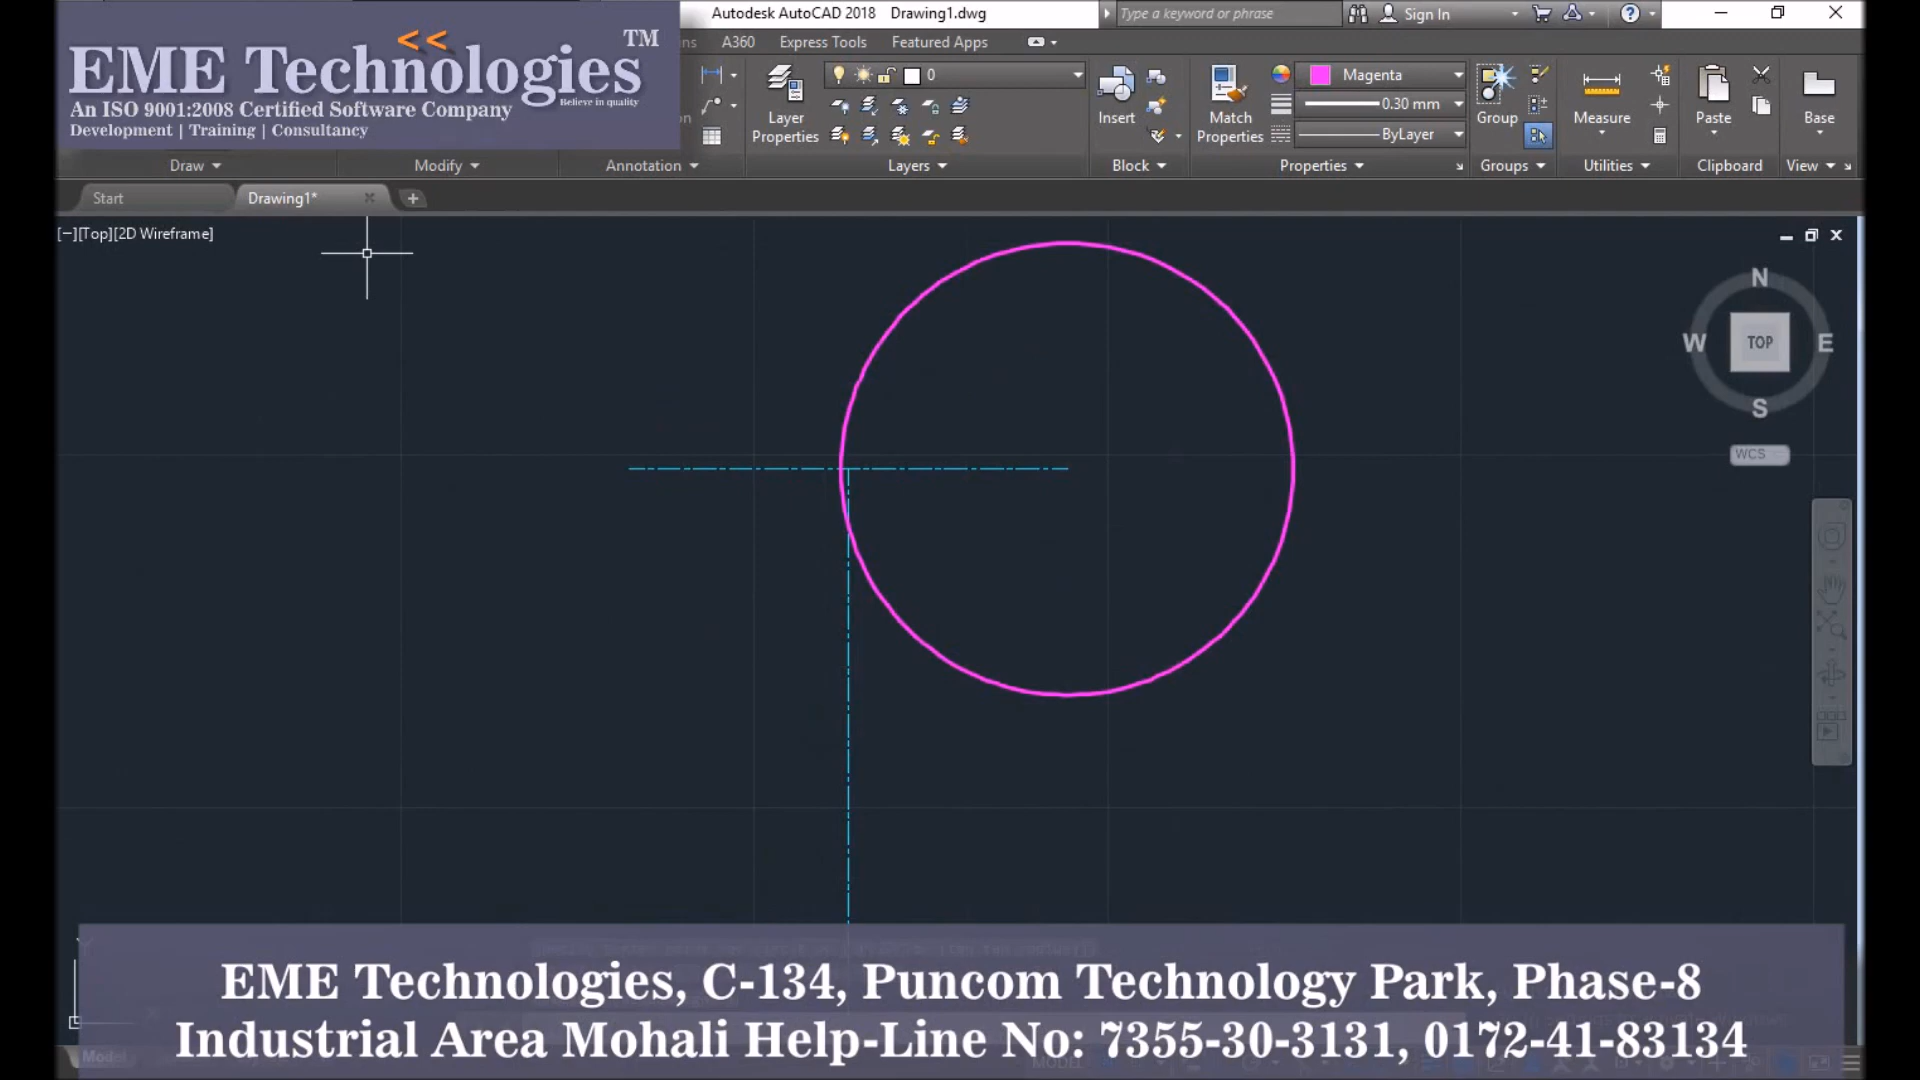 Autodesk AutoCAD 2018 Drawing1.dwg
Type a keyword or phrase
Sign In
EME Technologies
TM
An ISO 9001:2008 Certified Software Company
Believe in quality
Development | Training | Consultancy
A360
Express Tools
Featured Apps
0
Layer
Properties
Insert
Match
Properties
Magenta
0.30 mm
ByLayer
Group
Measure
Paste
Base
Draw
Modify
Annotation
Layers
Block
Properties
Groups
Utilities
Clipboard
View
Start
Drawing1*
[−][Top][2D Wireframe]
N
W
TOP
E
S
WCS
EME Technologies, C-134, Puncom Technology Park, Phase-8
Industrial Area Mohali Help-Line No: 7355-30-3131, 0172-41-83134
Model
MODEL